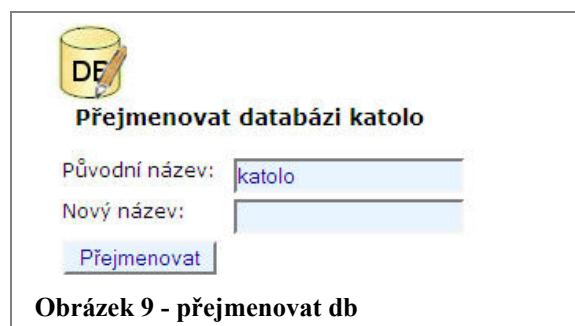 DB
Přejmenovat databázi katolo
Původní název: katolo
Nový název:
Přejmenovat
Obrázek 9 - přejmenovat db